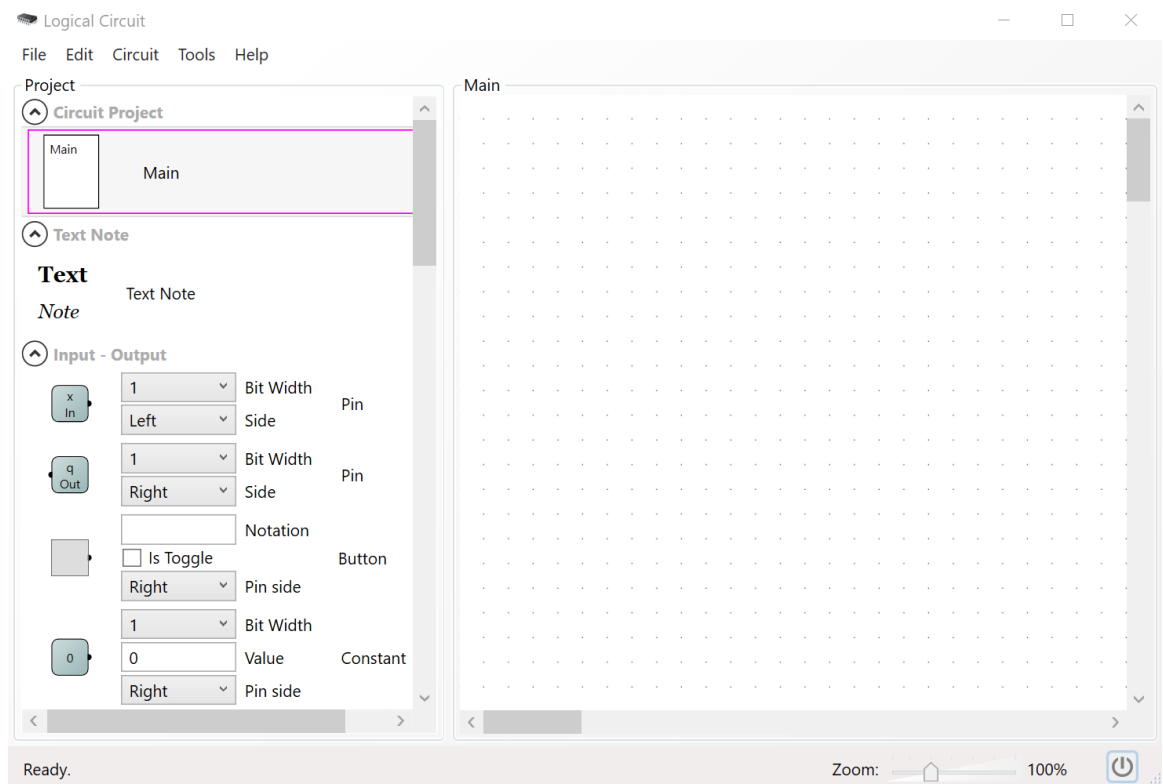 Logical Circuit
File Edit Circuit Tools Help
Project
Circuit Project
Main
Main
Text Note
Text
Note
Text Note
Input - Output
x
In
1
Bit Width
Left
Side
Pin
q
Out
1
Bit Width
Right
Side
Pin
Notation
Is Toggle
Right
Pin side
Button
0
1
Bit Width
0
Value
Right
Pin side
Constant
Main
Ready.
Zoom: 100%